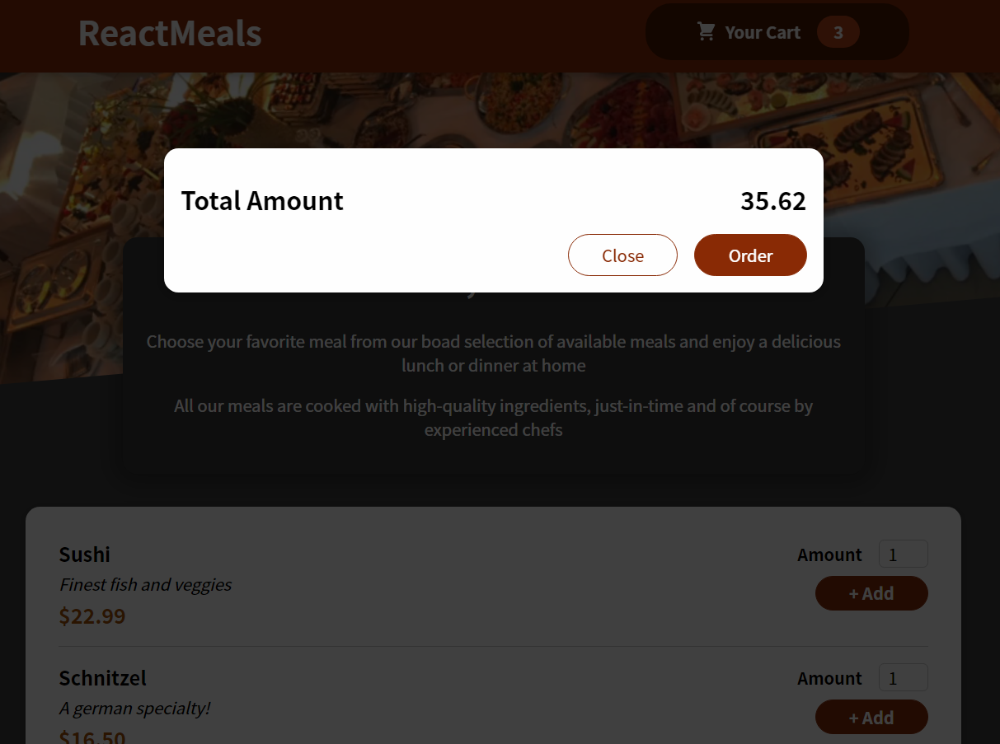 ReactMeals
Your Cart 3
Total Amount 35.62
Close Order
Choose your favorite meal from our boad selection of available meals and enjoy a delicious
lunch or dinner at home
All our meals are cooked with high-quality ingredients, just-in-time and of course by
experienced chefs
Sushi
Amount 1
Finest fish and veggies
+ Add
$22.99
Schnitzel
Amount 1
A german specialty!
+ Add
$16.50